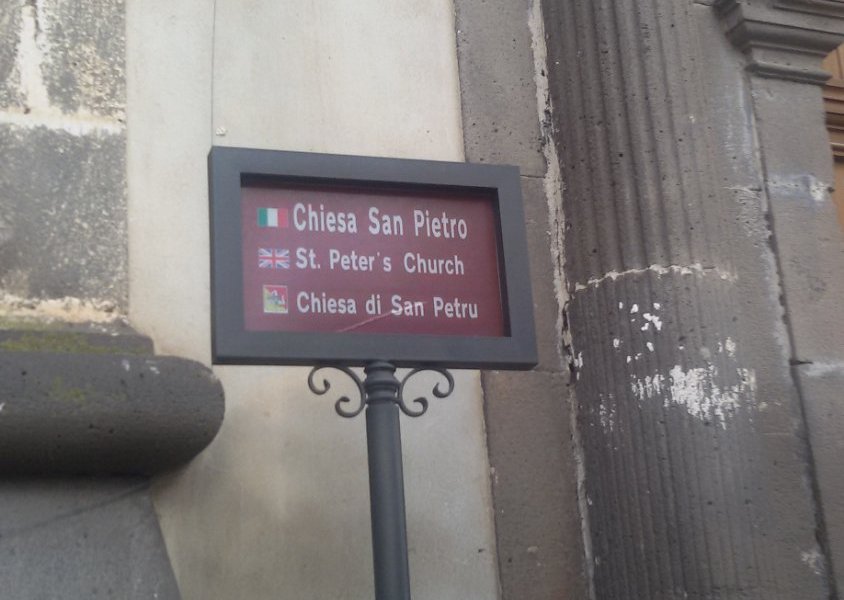 Chiesa San Pietro
St. Peter's Church
Chiesa di San Petru